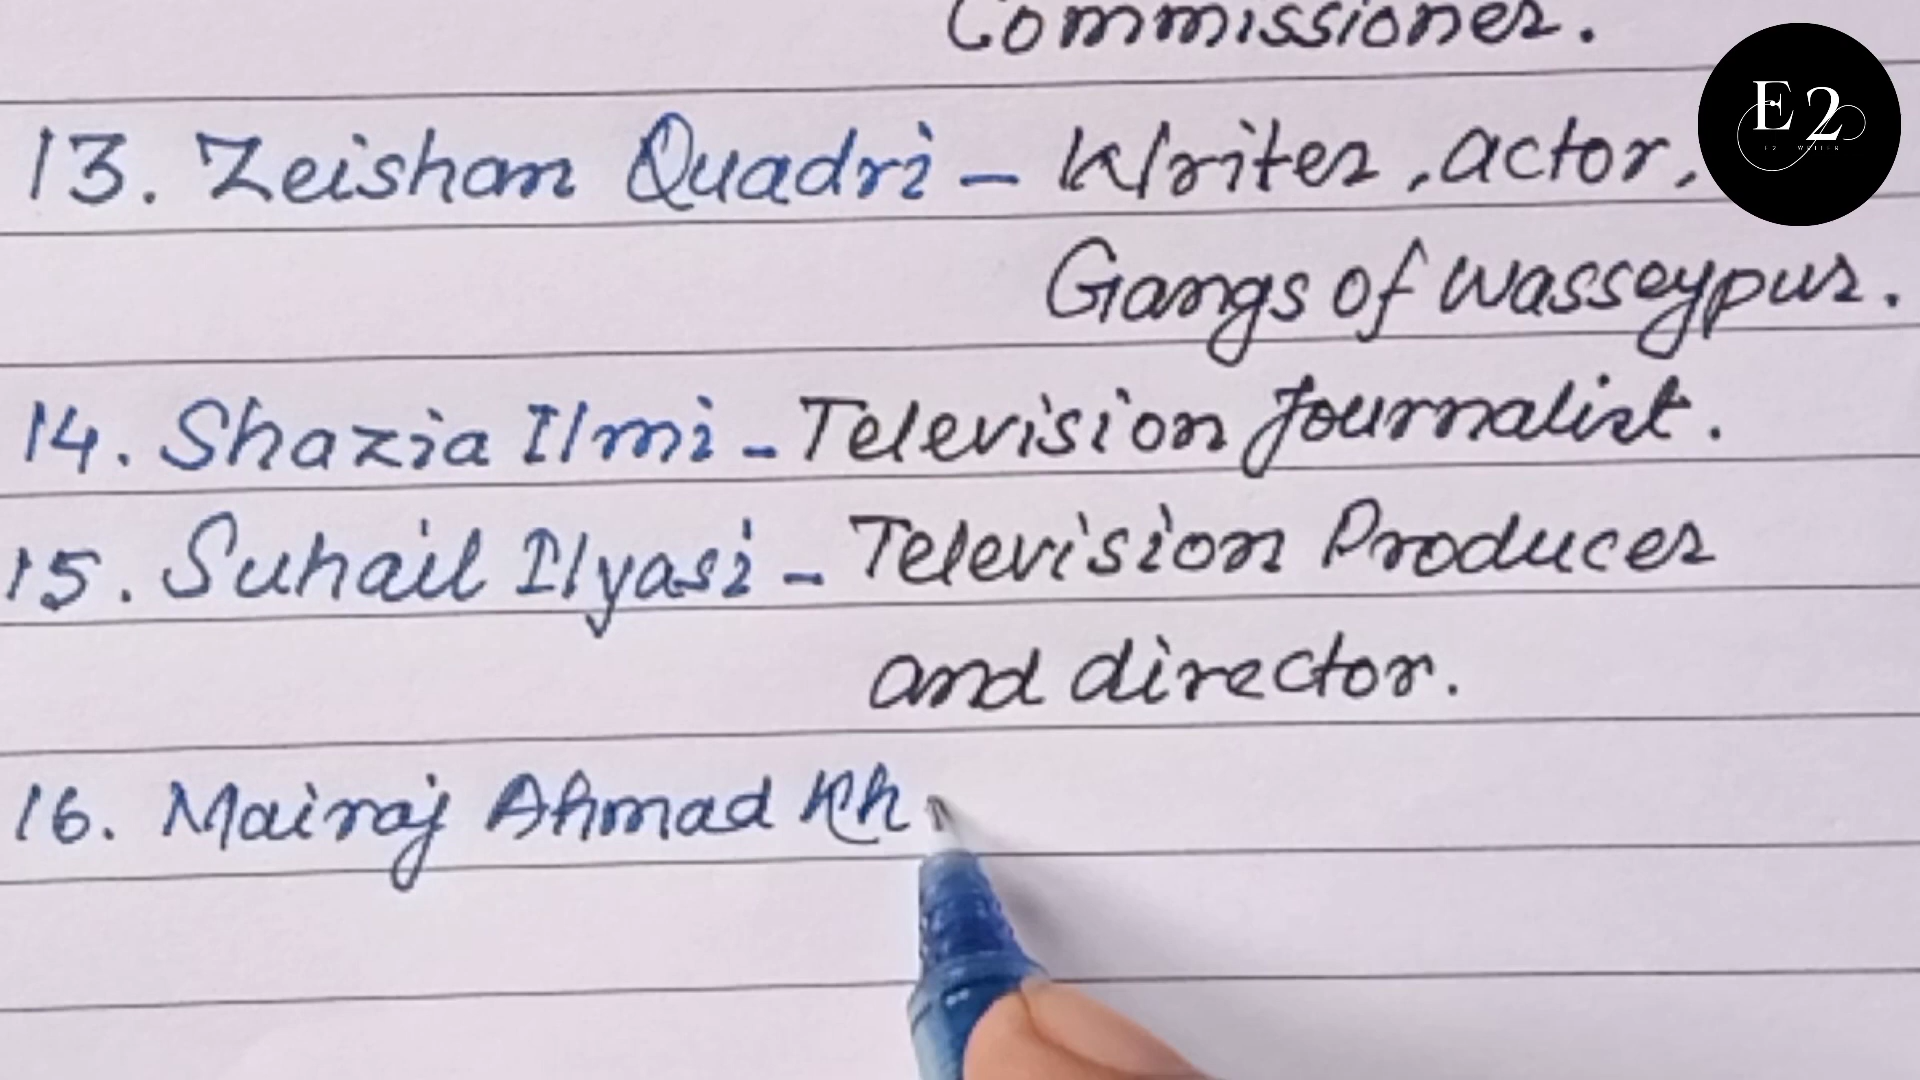 Commissioner.
13. Zeishan Quadri - Writer, actor,
Gangs of Wasseypur.
14. Shazia Ilmi - Television Journalist.
15. Suhail Ilyasi - Television Producer
and director.
16. Mairaj Ahmad Kh
E2